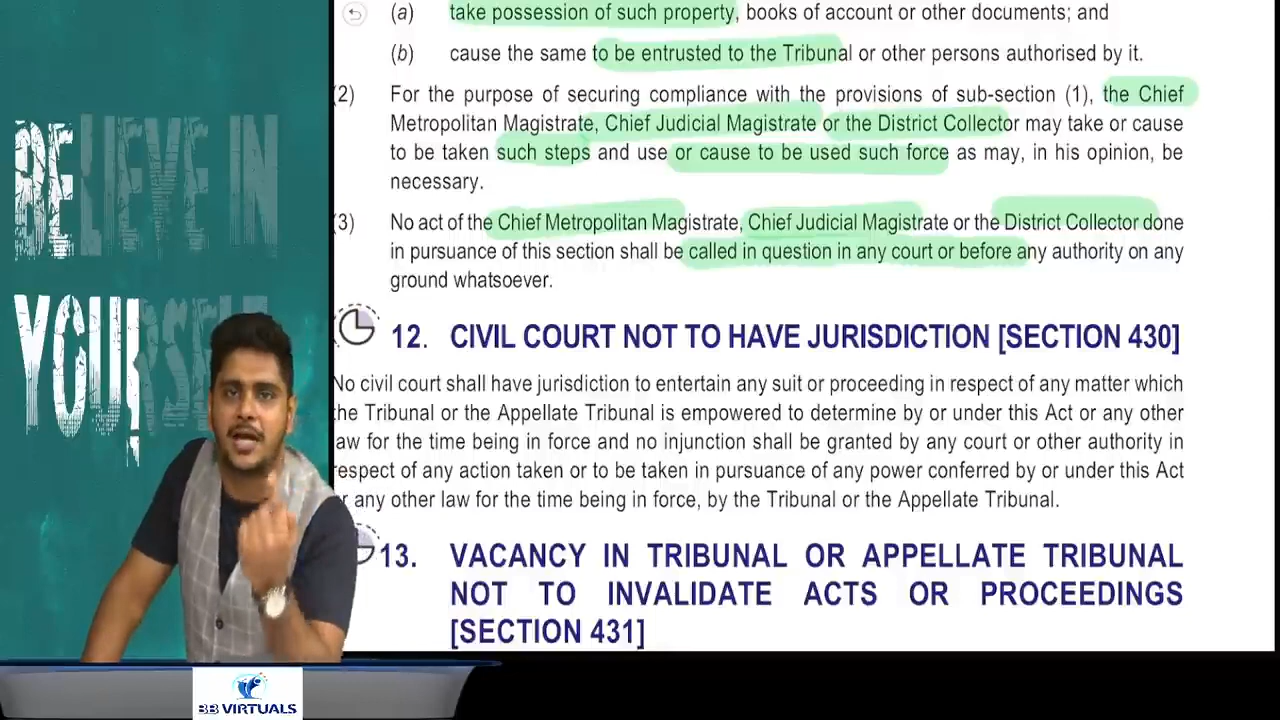 BELIEVE IN
(a) take possession of such property, books of account or other documents; and
(b) cause the same to be entrusted to the Tribunal or other persons authorised by it.
(2) For the purpose of securing compliance with the provisions of sub-section (1), the Chief
Metropolitan Magistrate, Chief Judicial Magistrate or the District Collector may take or cause
to be taken such steps and use or cause to be used such force as may, in his opinion, be
necessary.
(3) No act of the Chief Metropolitan Magistrate, Chief Judicial Magistrate or the District Collector done
in pursuance of this section shall be called in question in any court or before any authority on any
ground whatsoever.
12. CIVIL COURT NOT TO HAVE JURISDICTION [SECTION 430]
No civil court shall have jurisdiction to entertain any suit or proceeding in respect of any matter which
the Tribunal or the Appellate Tribunal is empowered to determine by or under this Act or any other
law for the time being in force and no injunction shall be granted by any court or other authority in
respect of any action taken or to be taken in pursuance of any power conferred by or under this Act
any other law for the time being in force, by the Tribunal or the Appellate Tribunal.
13. VACANCY IN TRIBUNAL OR APPELLATE TRIBUNAL
NOT TO INVALIDATE ACTS OR PROCEEDINGS
[SECTION 431]
BB VIRTUALS